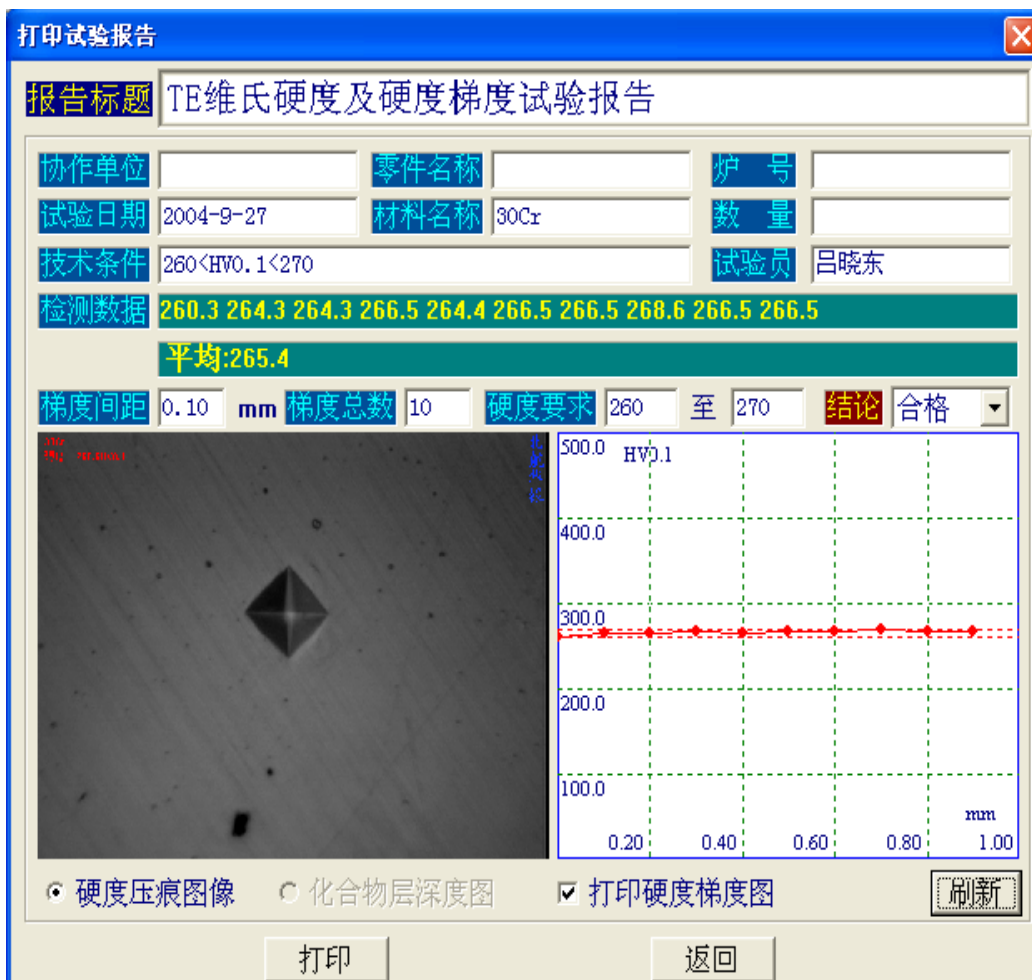 打印试验报告
报告标题 TE维氏硬度及硬度梯度试验报告
协作单位 零件名称 炉 号
试验日期 2004-9-27 材料名称 30Cr 数 量
技术条件 260<HV0.1<270 试验员 吕晓东
检测数据 260.3 264.3 264.3 266.5 264.4 266.5 266.5 268.6 266.5 266.5
平均:265.4
梯度间距 0.10 mm 梯度总数 10 硬度要求 260 至 270 结论 合格
500.0 HV0.1
400.0
300.0
200.0
100.0
mm
0.20 0.40 0.60 0.80 1.00
硬度压痕图像 化合物层深度图 打印硬度梯度图 刷新
打印 返回